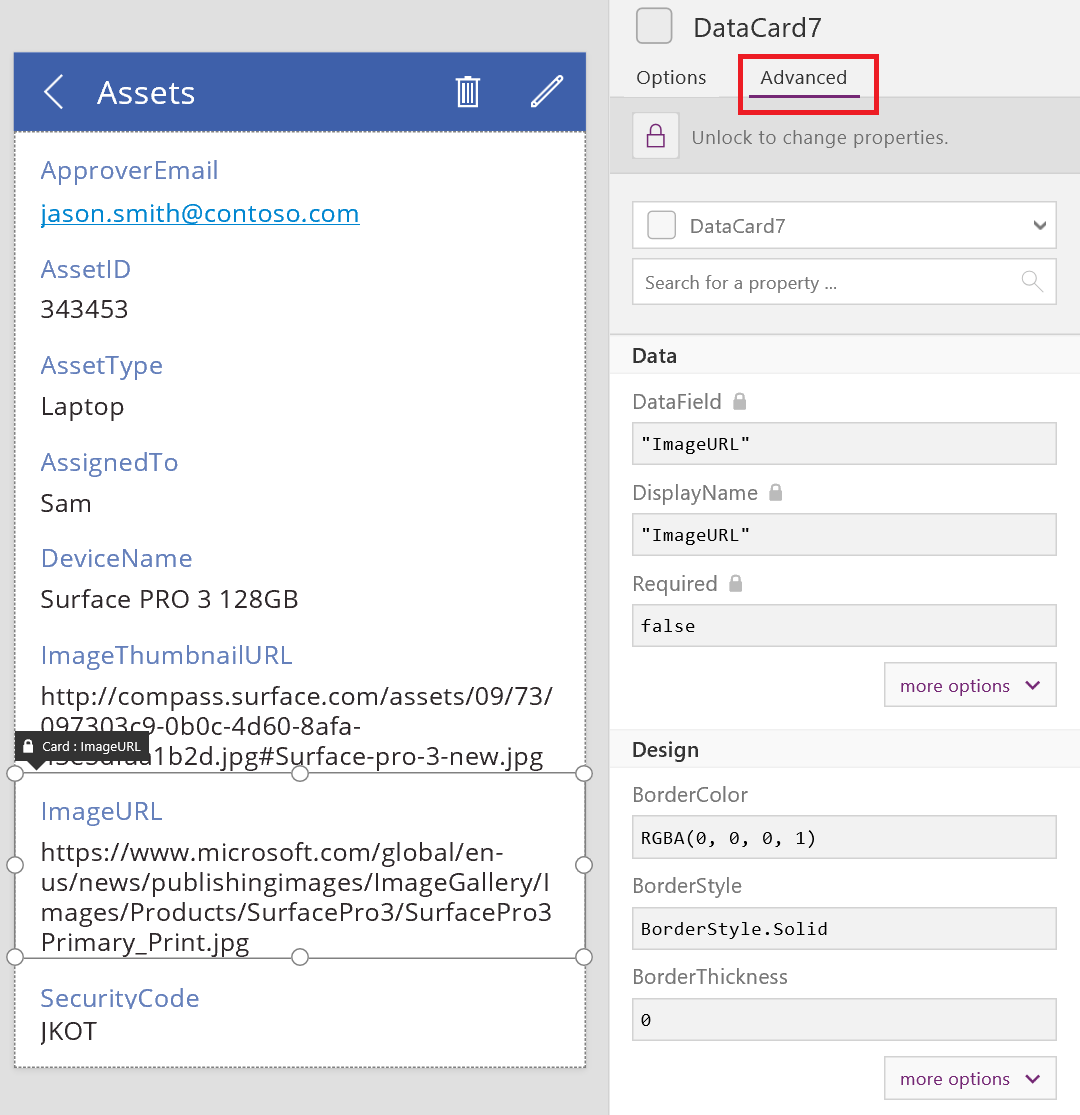 Assets
ApproverEmail
jason.smith@contoso.com
AssetID
343453
AssetType
Laptop
AssignedTo
Sam
DeviceName
Surface PRO 3 128GB
ImageThumbnailURL
http://compass.surface.com/assets/09/73/
097303c9-0b0c-4d60-8afa-
1b2d.jpg#Surface-pro-3-new.jpg
Card : ImageURL
ImageURL
https://www.microsoft.com/global/en-
us/news/publishingimages/ImageGallery/I
mages/Products/SurfacePro3/SurfacePro3
Primary_Print.jpg
SecurityCode
JKOT
DataCard7
Options
Advanced
Unlock to change properties.
DataCard7
Search for a property ...
Data
DataField
"ImageURL"
DisplayName
"ImageURL"
Required
false
more options
Design
BorderColor
RGBA(0, 0, 0, 1)
BorderStyle
BorderStyle.Solid
BorderThickness
0
more options